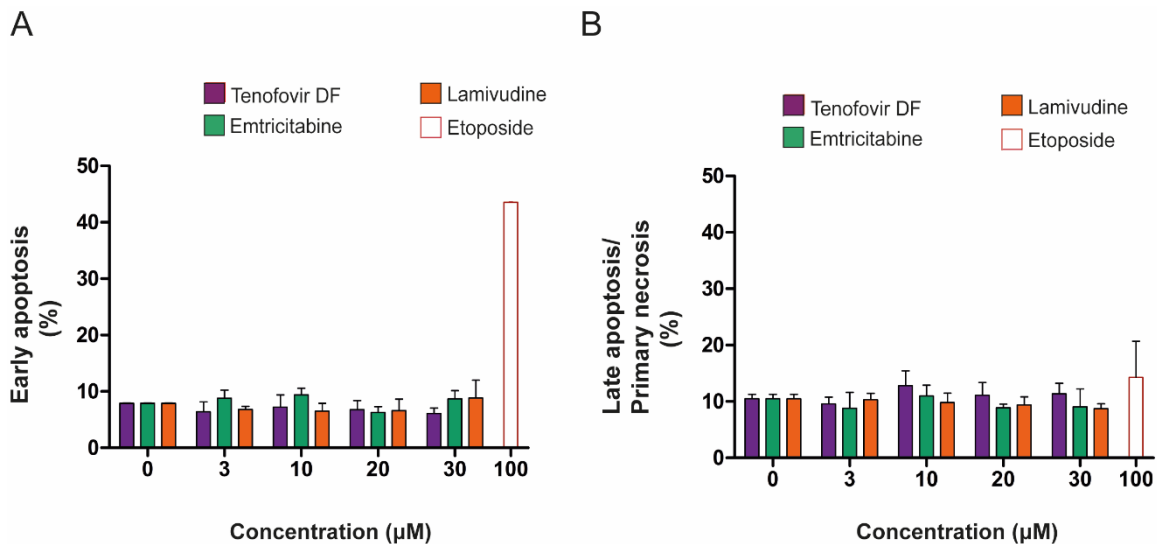 A
Tenofovir DF
Lamivudine
Emtricitabine
Etoposide
50
40
30
20
10
0
Early apoptosis
(%)
0 3 10 20 30 100
Concentration (µM)
B
Tenofovir DF
Lamivudine
Emtricitabine
Etoposide
50
40
30
20
10
0
Late apoptosis/
Primary necrosis
(%)
0 3 10 20 30 100
Concentration (µM)